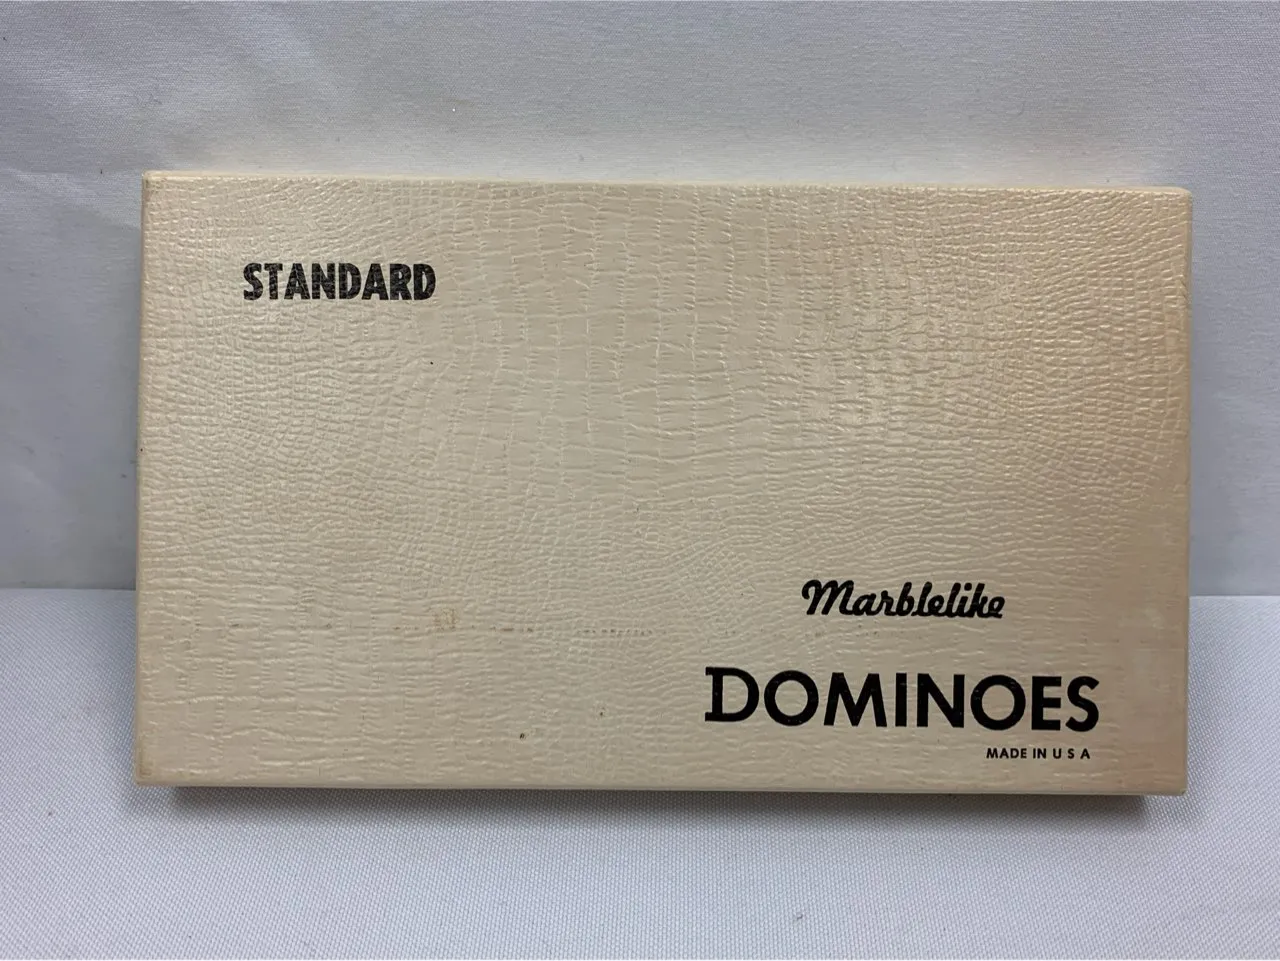 STANDARD
Marblelike
DOMINOES
MADE IN U S A